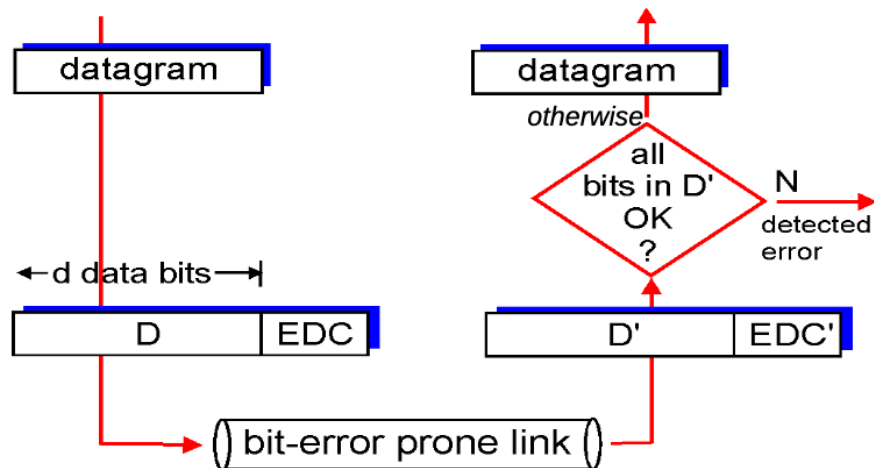 datagram
d data bits
D EDC
bit-error prone link
datagram
otherwise
all
bits in D'
OK
?
N
detected
error
D' EDC'